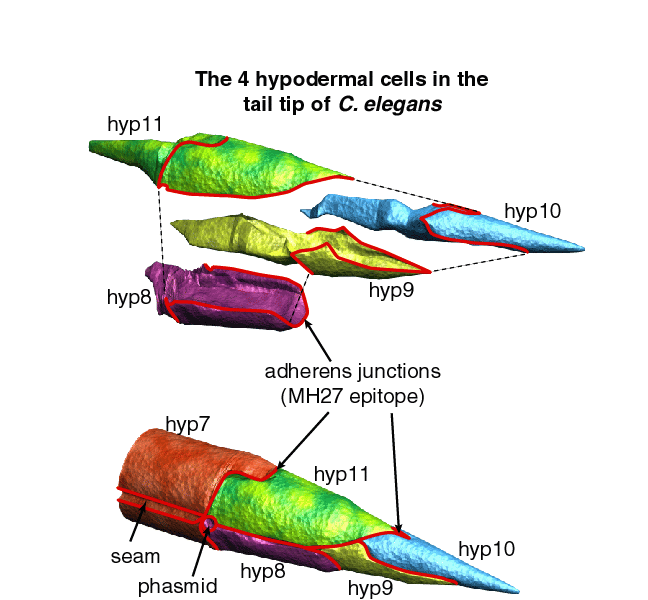 The 4 hypodermal cells in the
tail tip of C. elegans
hyp11
hyp10
hyp9
hyp8
adherens junctions
(MH27 epitope)
hyp7
hyp11
hyp10
seam
phasmid
hyp8
hyp9